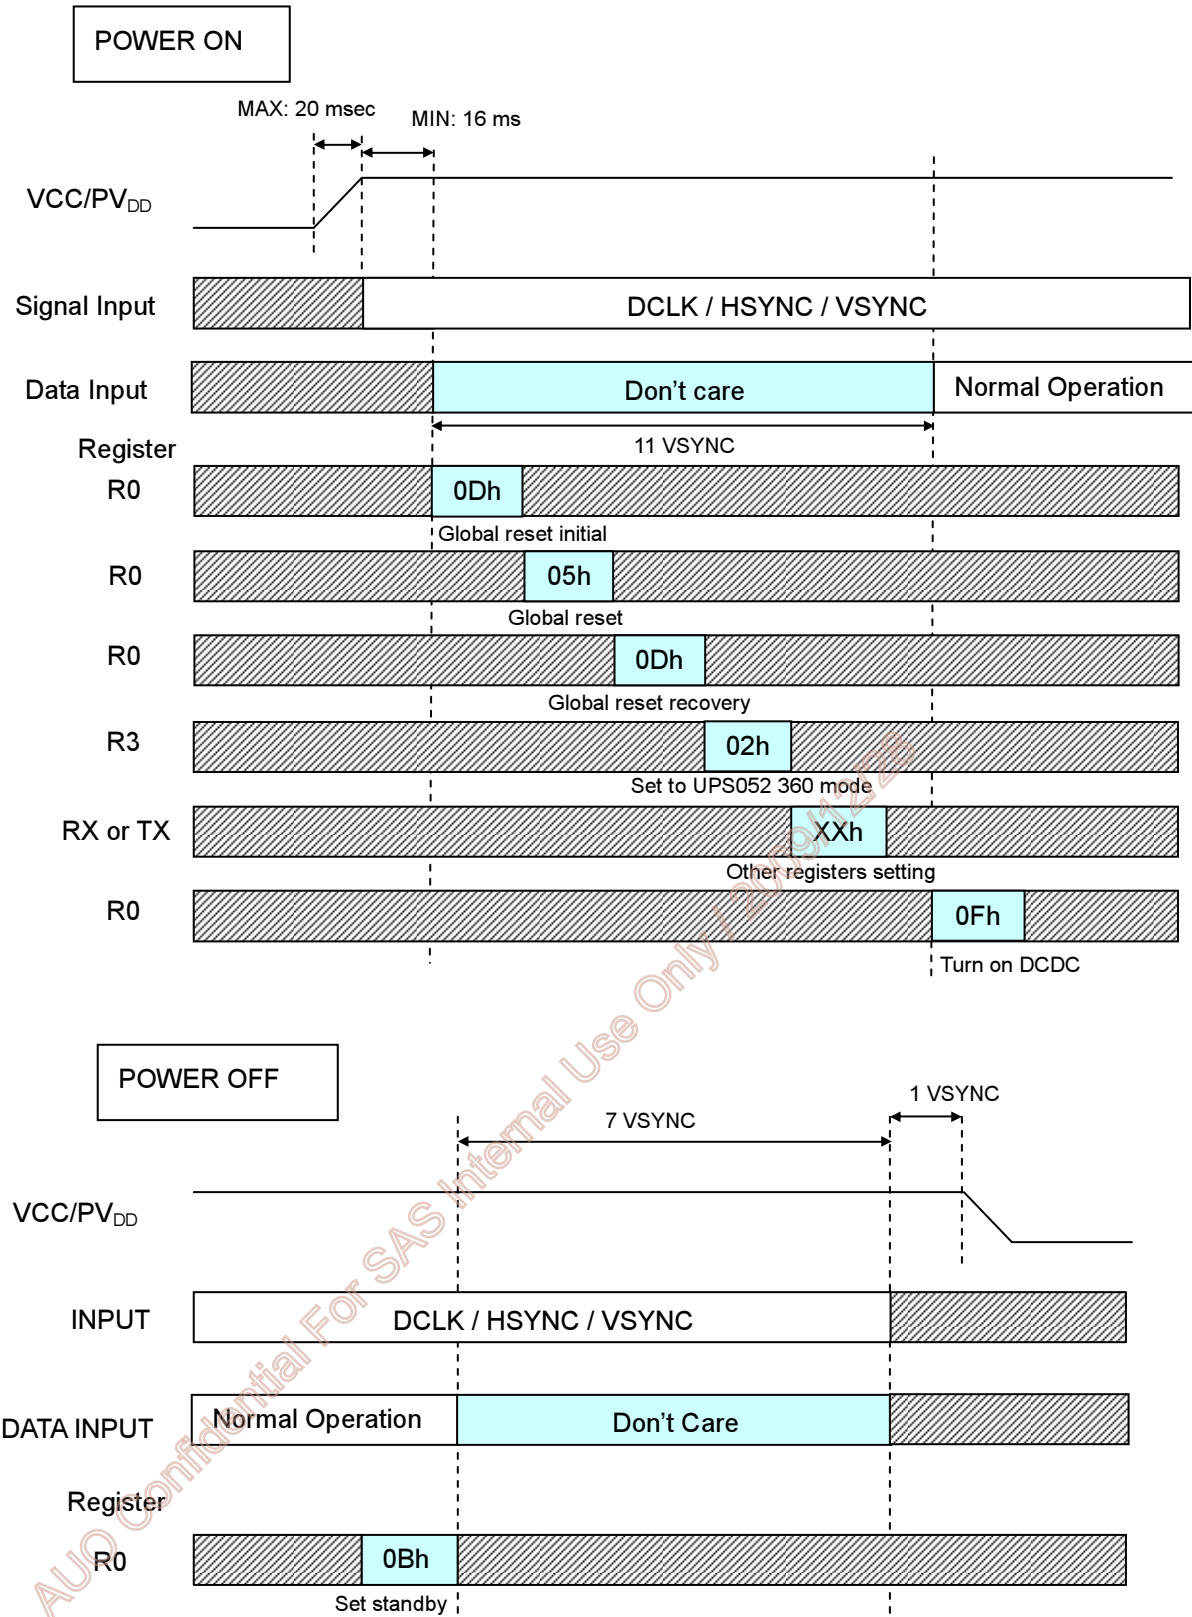 POWER ON
MAX: 20 msec
MIN: 16 ms
VCC/PVDD
Signal Input
DCLK / HSYNC / VSYNC
Data Input
Don't care
Normal Operation
11 VSYNC
Register
R0
0Dh
Global reset initial
R0
05h
Global reset
R0
0Dh
Global reset recovery
R3
02h
Set to UPS052 360 mode
RX or TX
XXh
Other registers setting
R0
0Fh
Turn on DCDC
POWER OFF
1 VSYNC
7 VSYNC
VCC/PVDD
INPUT
DCLK / HSYNC / VSYNC
DATA INPUT
Normal Operation
Don't Care
Register
R0
0Bh
Set standby
AUO Confidential For SAS Internal Use Only / 2009/12/28